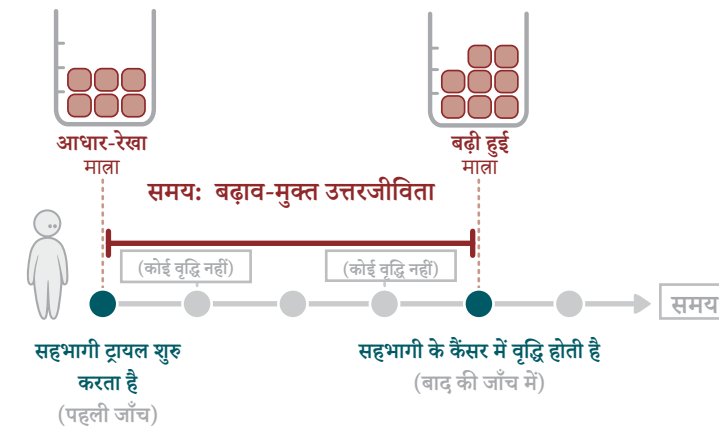 आधार-रेखा
मात्रा
बढ़ी हुई
मात्रा
समय: बढ़ाव-मुक्त उत्तरजीविता
(कोई वृद्धि नहीं)
(कोई वृद्धि नहीं)
समय
सहभागी ट्रायल शुरु
करता है
(पहली जाँच)
सहभागी के कैंसर में वृद्धि होती है
(बाद की जाँच में)